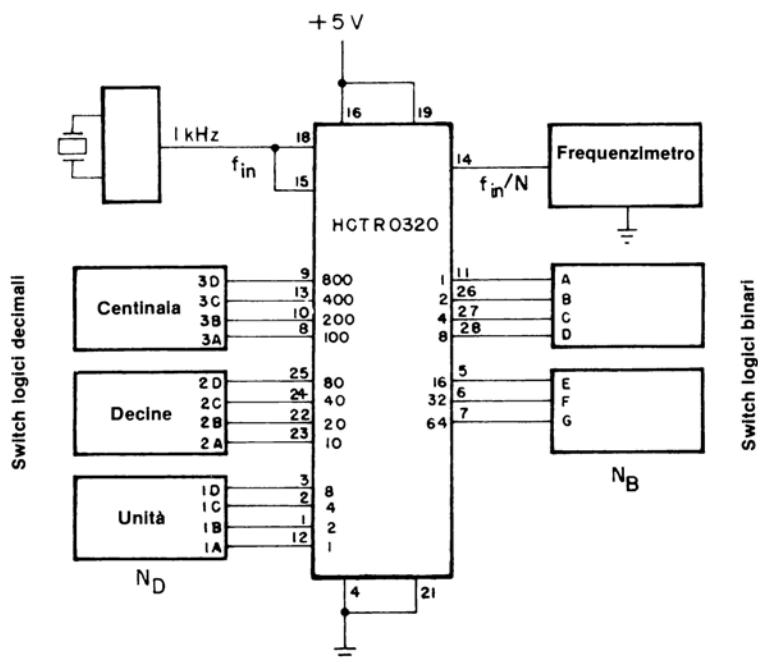 +5V
16 19
1kHz
18
f_in
15
14
f_in/N
Frequenzimetro
HCTR0320
Switch logici decimali
Centinaia
3D 9 800
3C 13 400
3B 10 200
3A 8 100
Decine
2D 25 80
2C 24 40
2B 22 20
2A 23 10
Unità
1D 3 8
1C 2 4
1B 1 2
1A 12 1
N_D
1 11 A
2 26 B
4 27 C
8 28 D
16 5 E
32 6 F
64 7 G
N_B
Switch logici binari
4 21